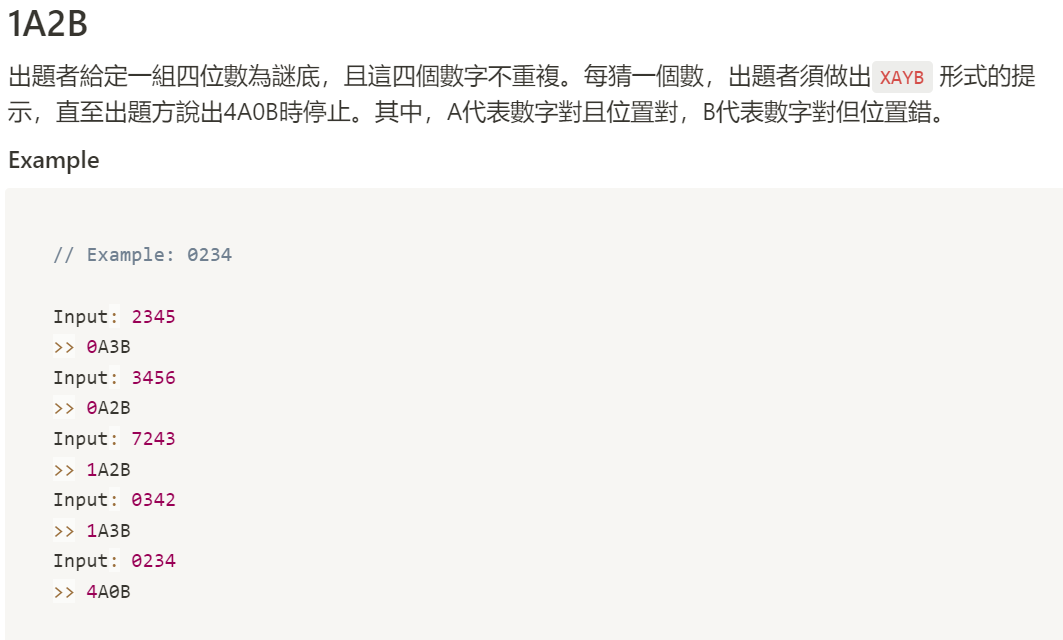 1A2B
出題者給定一組四位數為謎底，且這四個數字不重複。每猜一個數，出題者須做出 XAYB 形式的提
示，直至出題方說出4A0B時停止。其中，A代表數字對且位置對，B代表數字對但位置錯。
Example
// Example: 0234
Input: 2345
>> 0A3B
Input: 3456
>> 0A2B
Input: 7243
>> 1A2B
Input: 0342
>> 1A3B
Input: 0234
>> 4A0B